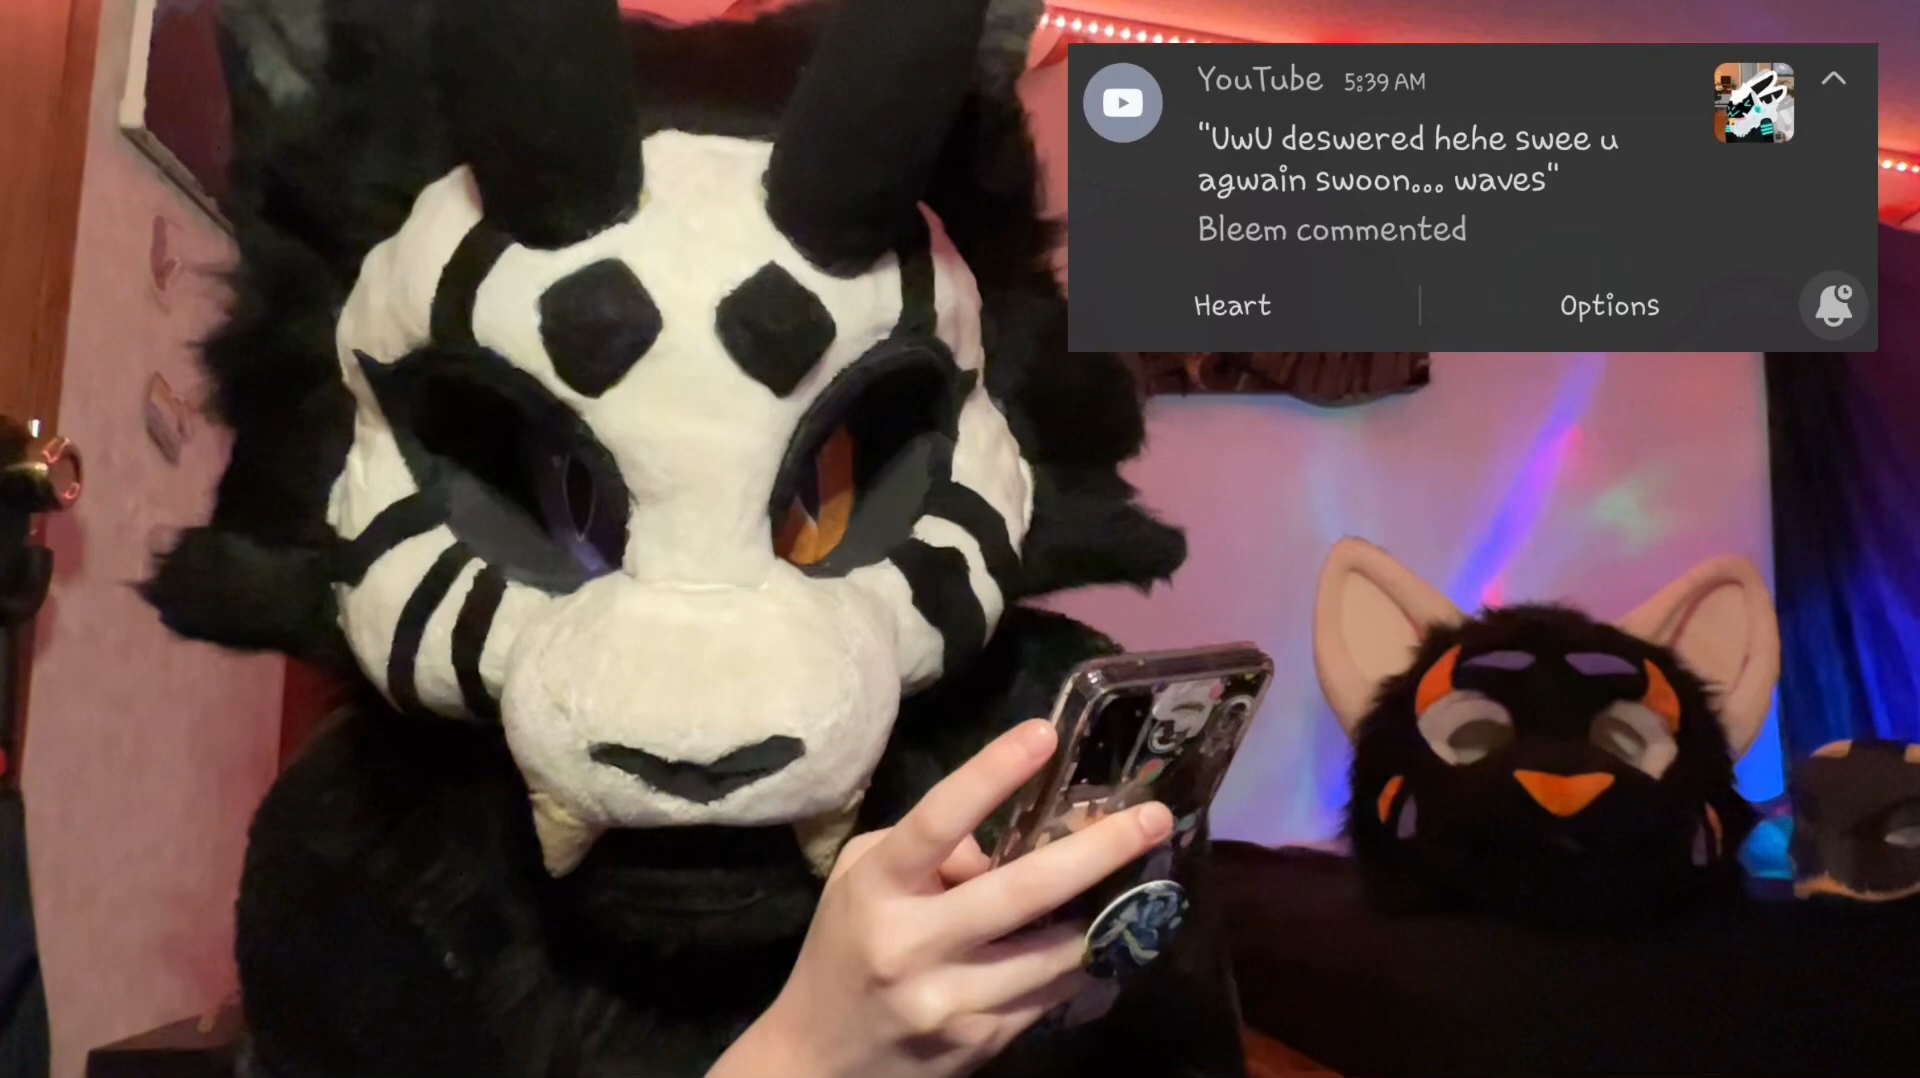 YouTube 5:39 AM
"UwU deswered hehe swee u
agwain swoon... waves"
Bleem commented
Heart
Options